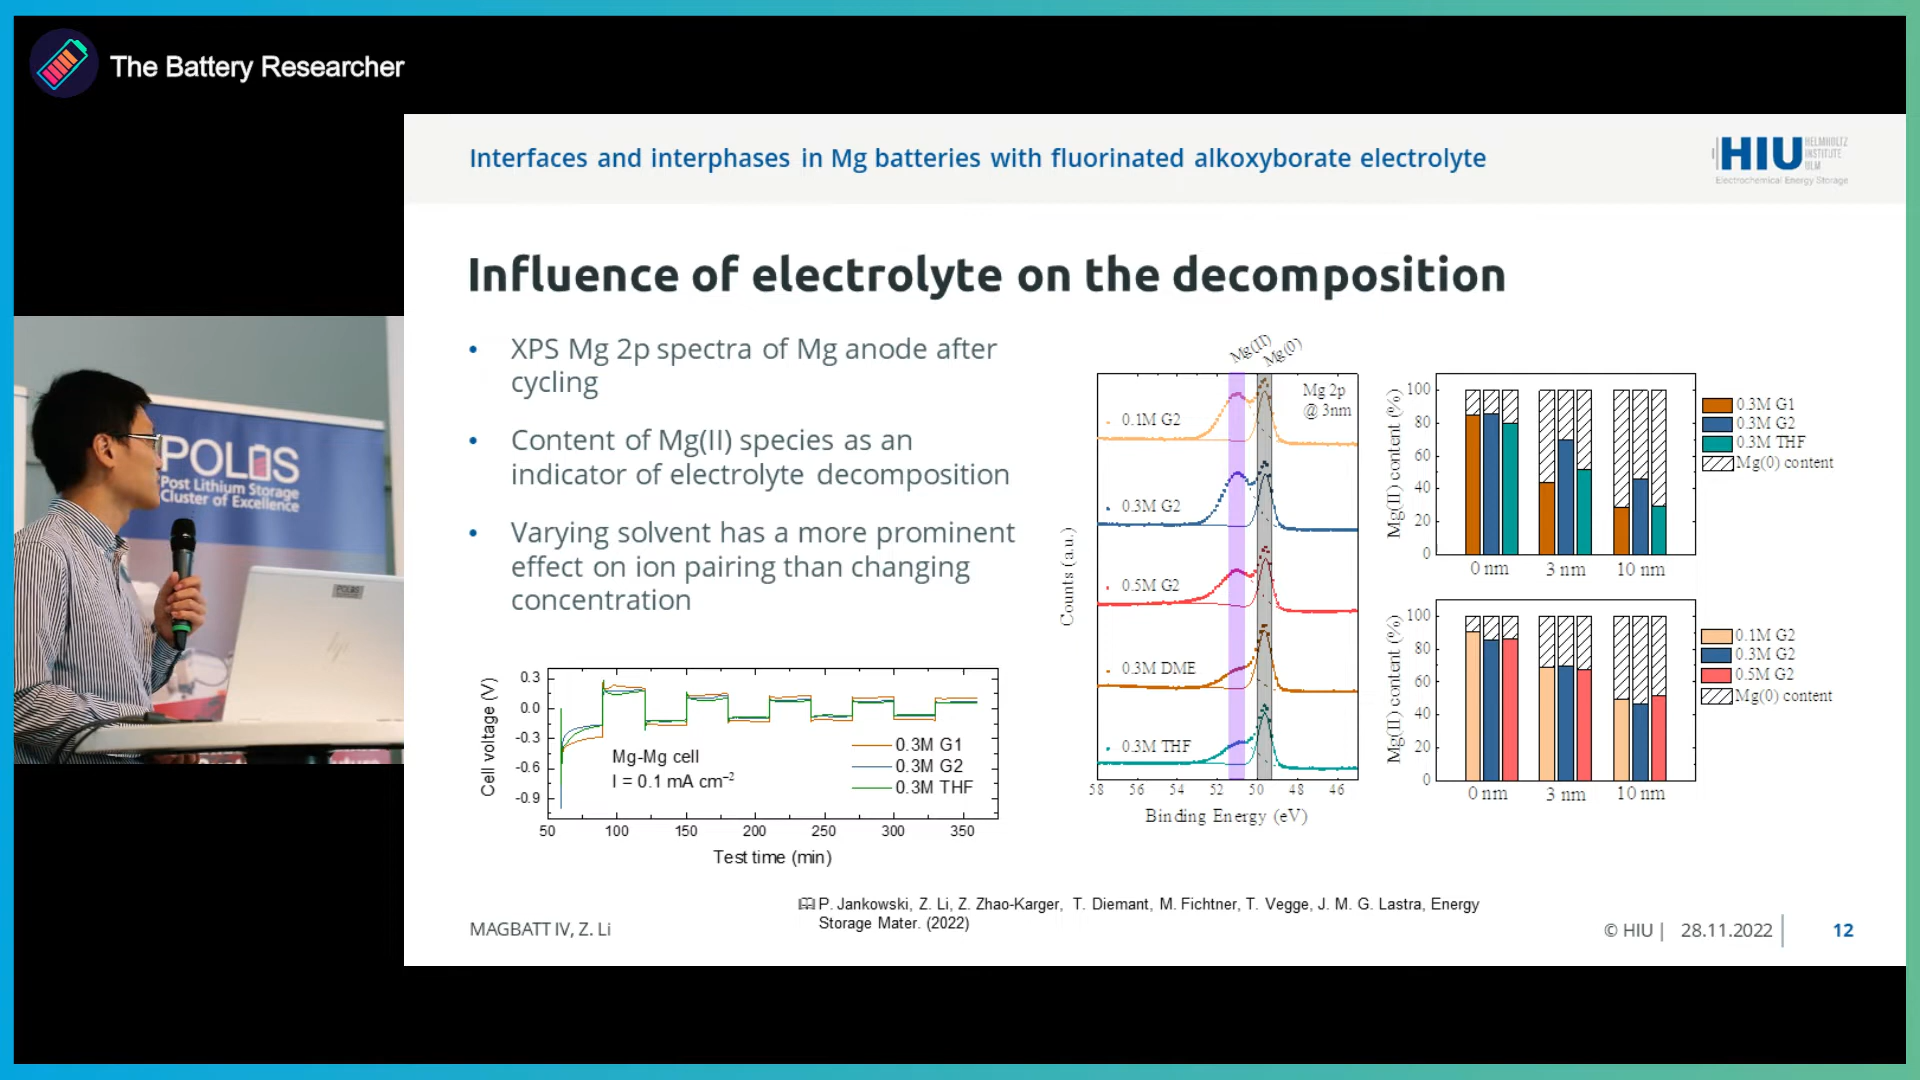 The Battery Researcher
Interfaces and interphases in Mg batteries with fluorinated alkoxyborate electrolyte
HIU
HELMHOLTZ
INSTITUTE
ULM
Electrochemical Energy Storage
Influence of electrolyte on the decomposition
• XPS Mg 2p spectra of Mg anode after
cycling
• Content of Mg(II) species as an
indicator of electrolyte decomposition
• Varying solvent has a more prominent
effect on ion pairing than changing
concentration
POLiS
Post Lithium Storage
Cluster of Excellence
POLiS
hp
Cell voltage (V)
0.3
0.0
-0.3
-0.6
-0.9
Mg-Mg cell
I = 0.1 mA cm⁻²
0.3M G1
0.3M G2
0.3M THF
50 100 150 200 250 300 350
Test time (min)
Mg(II) Mg(0)
Mg 2p
@ 3nm
0.1M G2
0.3M G2
0.5M G2
0.3M DME
0.3M THF
Counts (a.u.)
58 56 54 52 50 48 46
Binding Energy (eV)
Mg(II) content (%)
100
80
60
40
20
0
0 nm 3 nm 10 nm
0.3M G1
0.3M G2
0.3M THF
Mg(0) content
Mg(II) content (%)
100
80
60
40
20
0
0 nm 3 nm 10 nm
0.1M G2
0.3M G2
0.5M G2
Mg(0) content
P. Jankowski, Z. Li, Z. Zhao-Karger, T. Diemant, M. Fichtner, T. Vegge, J. M. G. Lastra, Energy
Storage Mater. (2022)
MAGBATT IV, Z. Li
© HIU | 28.11.2022 12